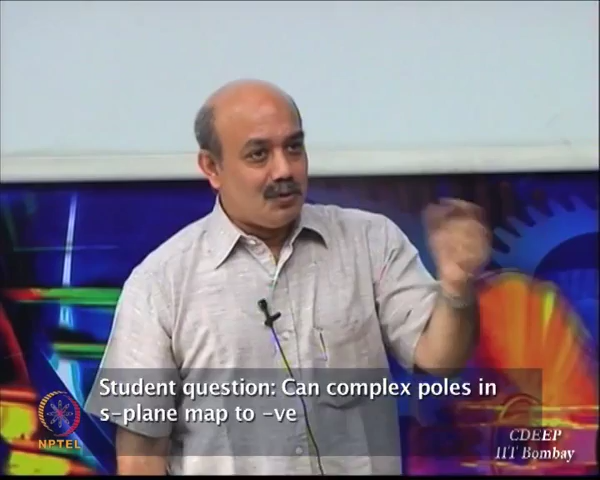 Student question: Can complex poles in
s-plane map to -ve
NPTEL
CDEEP
IIT Bombay